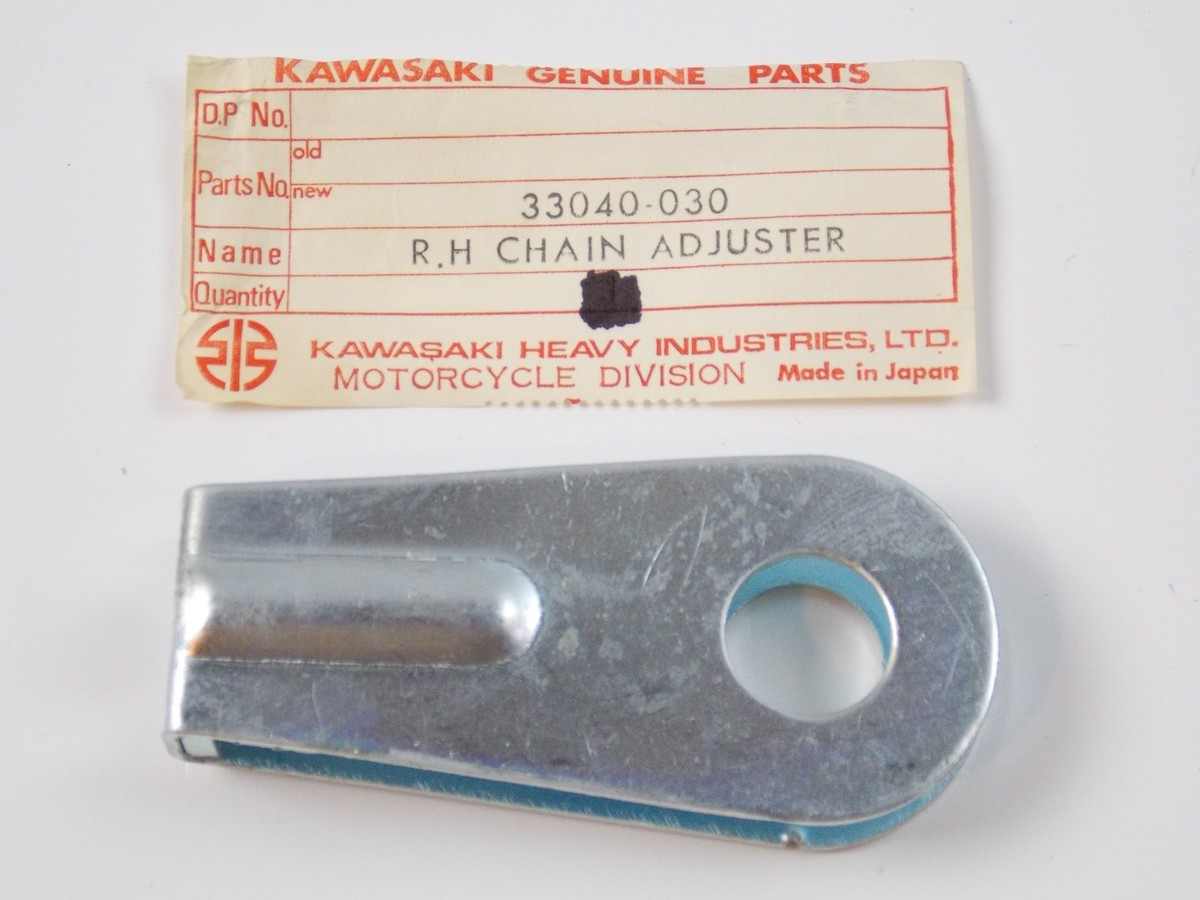 KAWASAKI GENUINE PARTS
D.P No.
old
Parts No.
new 33040-030
Name R.H CHAIN ADJUSTER
Quantity
KAWASAKI HEAVY INDUSTRIES, LTD.
MOTORCYCLE DIVISION Made in Japan